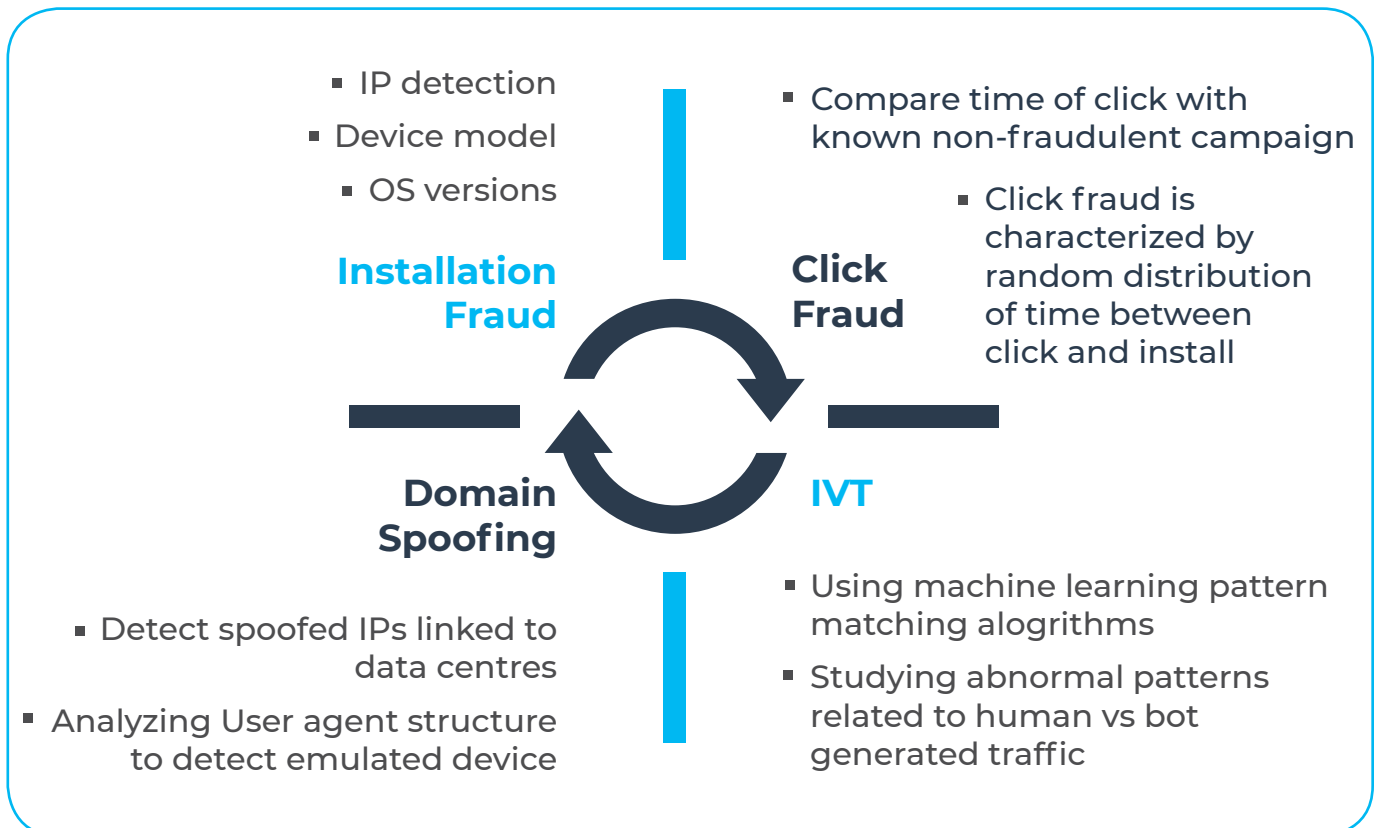 ▪ IP detection
▪ Device model
▪ OS versions
Installation
Fraud
▪ Compare time of click with
known non-fraudulent campaign
▪ Click fraud is
characterized by
random distribution
of time between
click and install
Click
Fraud
Domain
Spoofing
▪ Detect spoofed IPs linked to
data centres
▪ Analyzing User agent structure
to detect emulated device
IVT
▪ Using machine learning pattern
matching alogrithms
▪ Studying abnormal patterns
related to human vs bot
generated traffic